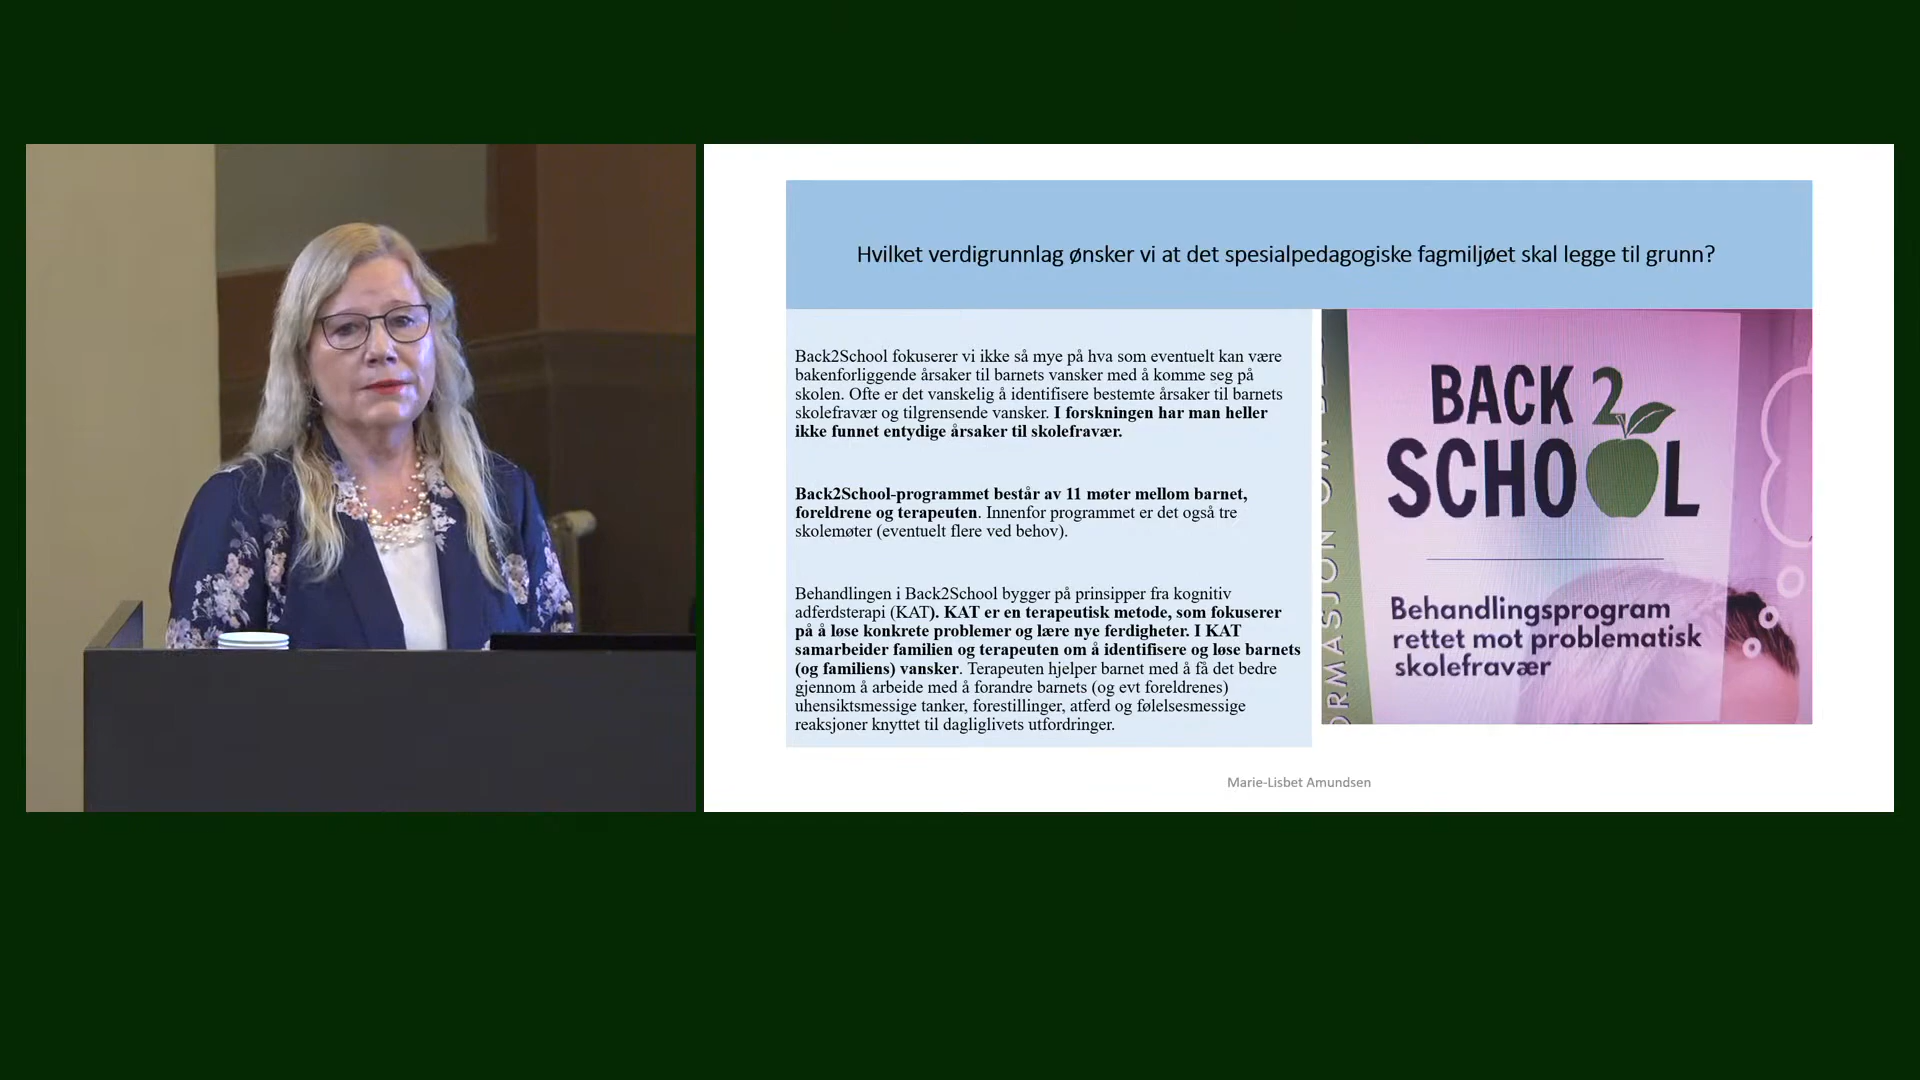 Hvilket verdigrunnlag ønsker vi at det spesialpedagogiske fagmiljøet skal legge til grunn?
Back2School fokuserer vi ikke så mye på hva som eventuelt kan være
bakenforliggende årsaker til barnets vansker med å komme seg på
skolen. Ofte er det vanskelig å identifisere bestemte årsaker til barnets
skolefravær og tilgrensende vansker. I forskningen har man heller
ikke funnet entydige årsaker til skolefravær.
Back2School-programmet består av 11 møter mellom barnet,
foreldrene og terapeuten. Innenfor programmet er det også tre
skolemøter (eventuelt flere ved behov).
Behandlingen i Back2School bygger på prinsipper fra kognitiv
adferdsterapi (KAT). KAT er en terapeutisk metode, som fokuserer
på å løse konkrete problemer og lære nye ferdigheter. I KAT
samarbeider familien og terapeuten om å identifisere og løse barnets
(og familiens) vansker. Terapeuten hjelper barnet med å få det bedre
gjennom å arbeide med å forandre barnets (og evt foreldrenes)
uhensiktsmessige tanker, forestillinger, atferd og følelsesmessige
reaksjoner knyttet til dagliglivets utfordringer.
BACK 2
SCHOOL
Behandlingsprogram
rettet mot problematisk
skolefravær
Marie-Lisbet Amundsen